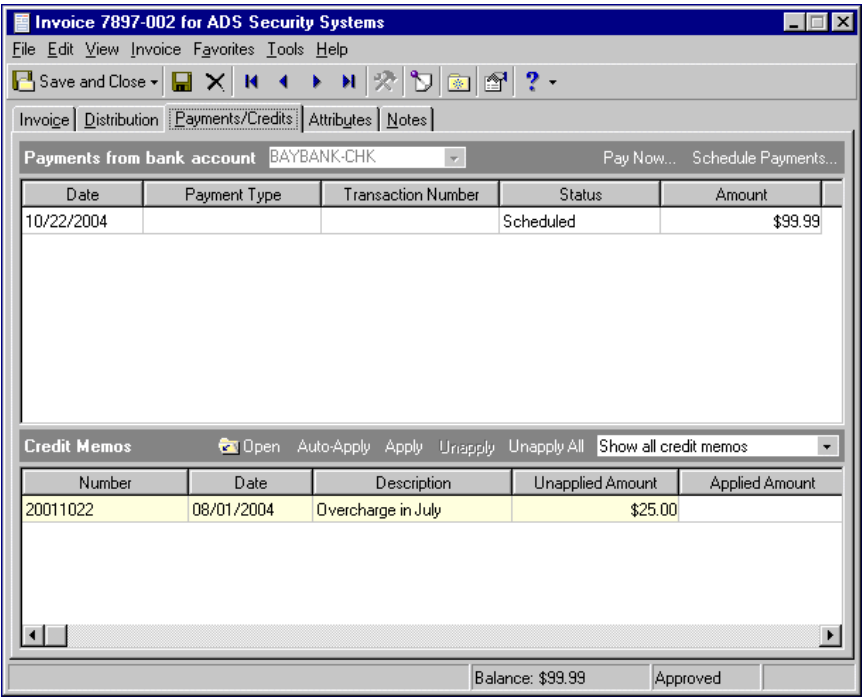 Invoice 7897-002 for ADS Security Systems
File Edit View Invoice Favorites Tools Help
Save and Close ?
Invoice Distribution Payments/Credits Attributes Notes
Payments from bank account BAYBANK-CHK Pay Now... Schedule Payments...
Date Payment Type Transaction Number Status Amount
10/22/2004 Scheduled $99.99
Credit Memos Open Auto-Apply Apply Unapply Unapply All Show all credit memos
Number Date Description Unapplied Amount Applied Amount
20011022 08/01/2004 Overcharge in July $25.00
Balance: $99.99 Approved